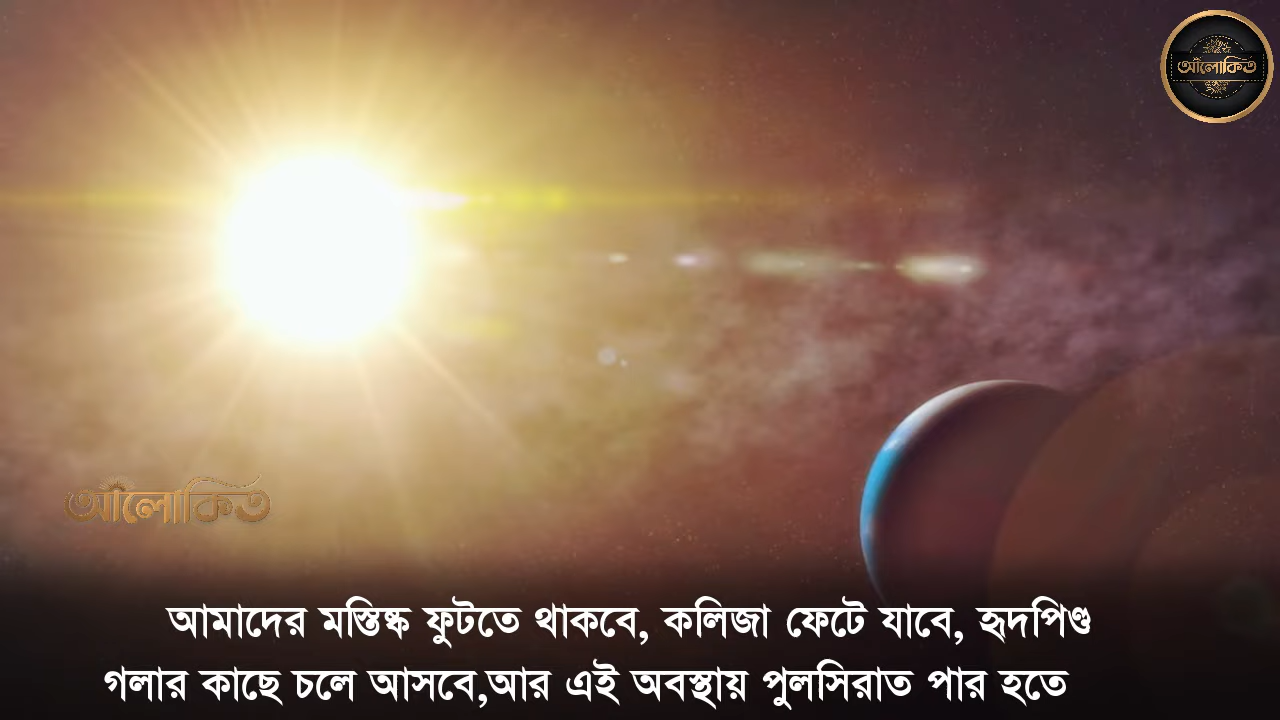 আলোকিত
আলোকিত
আমাদের মস্তিষ্ক ফুটতে থাকবে, কলিজা ফেটে যাবে, হৃদপিণ্ড
গলার কাছে চলে আসবে,আর এই অবস্থায় পুলসিরাত পার হতে